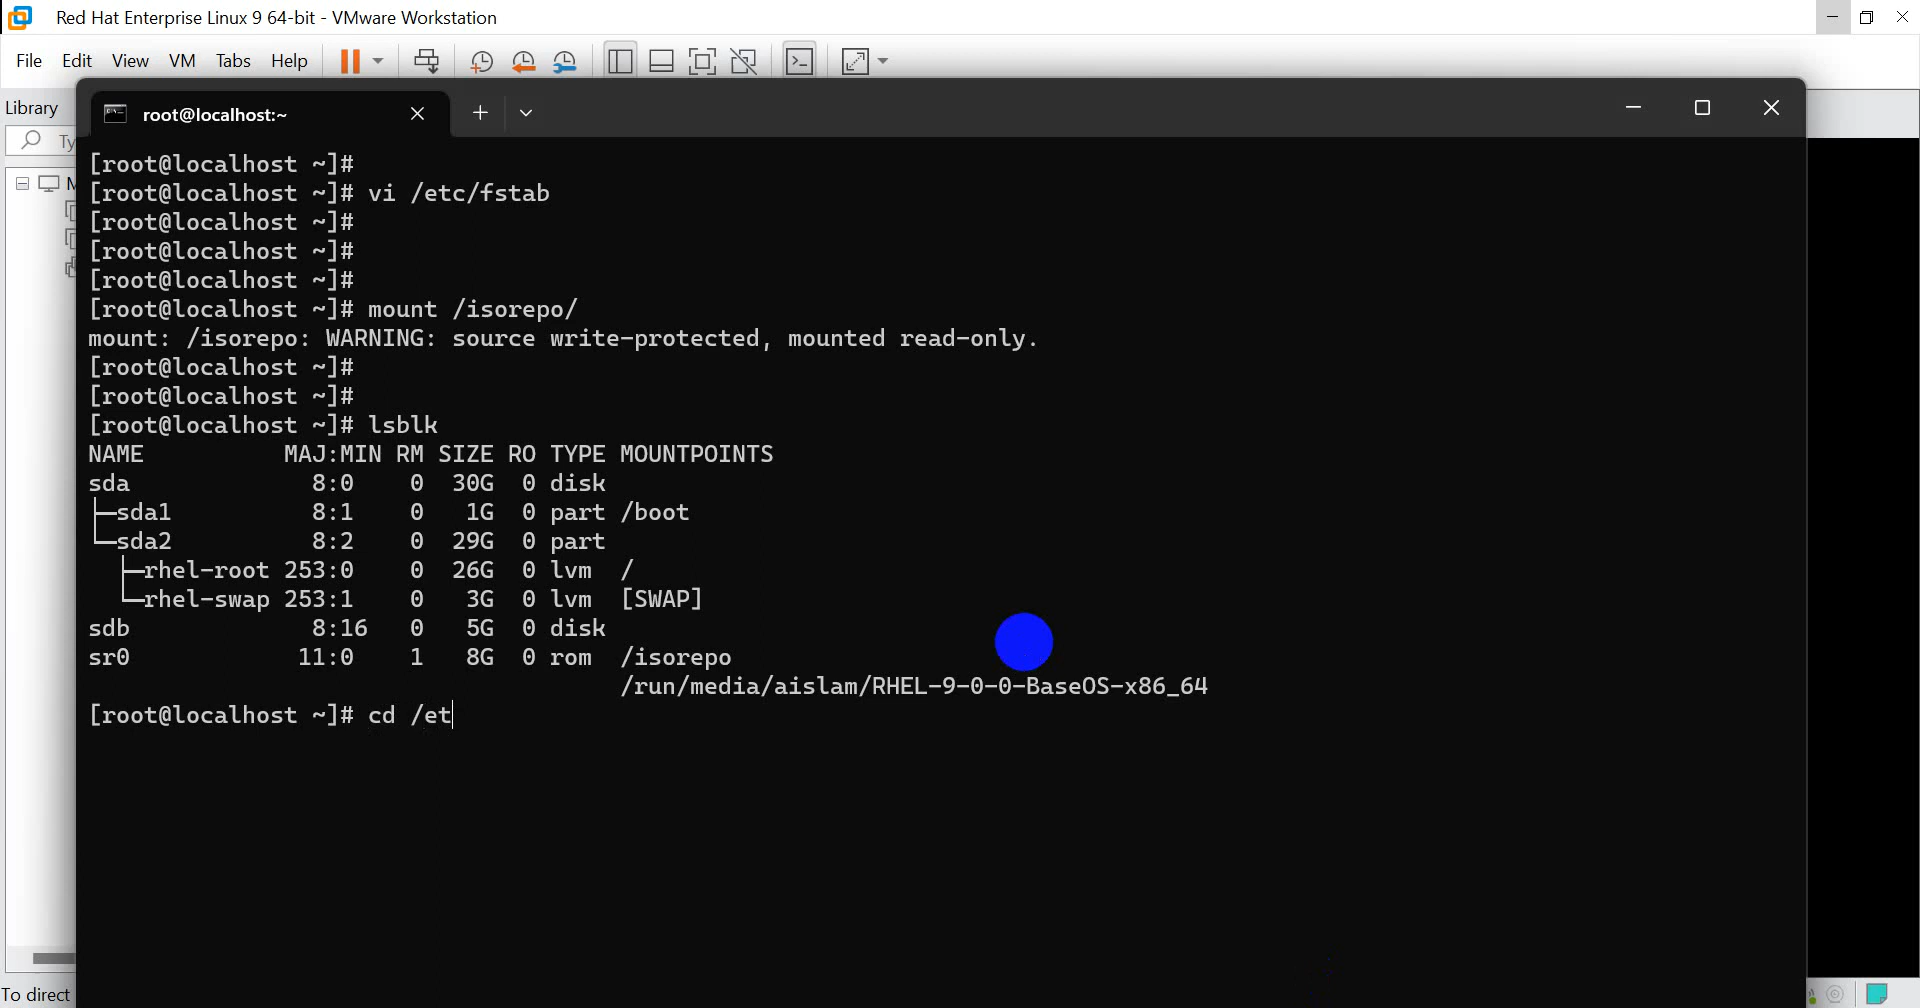 Red Hat Enterprise Linux 9 64-bit - VMware Workstation
File Edit View VM Tabs Help
Library
root@localhost:~
Ty
[root@localhost ~]#
[root@localhost ~]# vi /etc/fstab
[root@localhost ~]#
[root@localhost ~]#
[root@localhost ~]#
[root@localhost ~]# mount /isorepo/
mount: /isorepo: WARNING: source write-protected, mounted read-only.
[root@localhost ~]#
[root@localhost ~]#
[root@localhost ~]# lsblk
NAME MAJ:MIN RM SIZE RO TYPE MOUNTPOINTS
sda 8:0 0 30G 0 disk
├─sda1 8:1 0 1G 0 part /boot
└─sda2 8:2 0 29G 0 part
├─rhel-root 253:0 0 26G 0 lvm /
└─rhel-swap 253:1 0 3G 0 lvm [SWAP]
sdb 8:16 0 5G 0 disk
sr0 11:0 1 8G 0 rom /isorepo
/run/media/aislam/RHEL-9-0-0-BaseOS-x86_64
[root@localhost ~]# cd /et
To direct